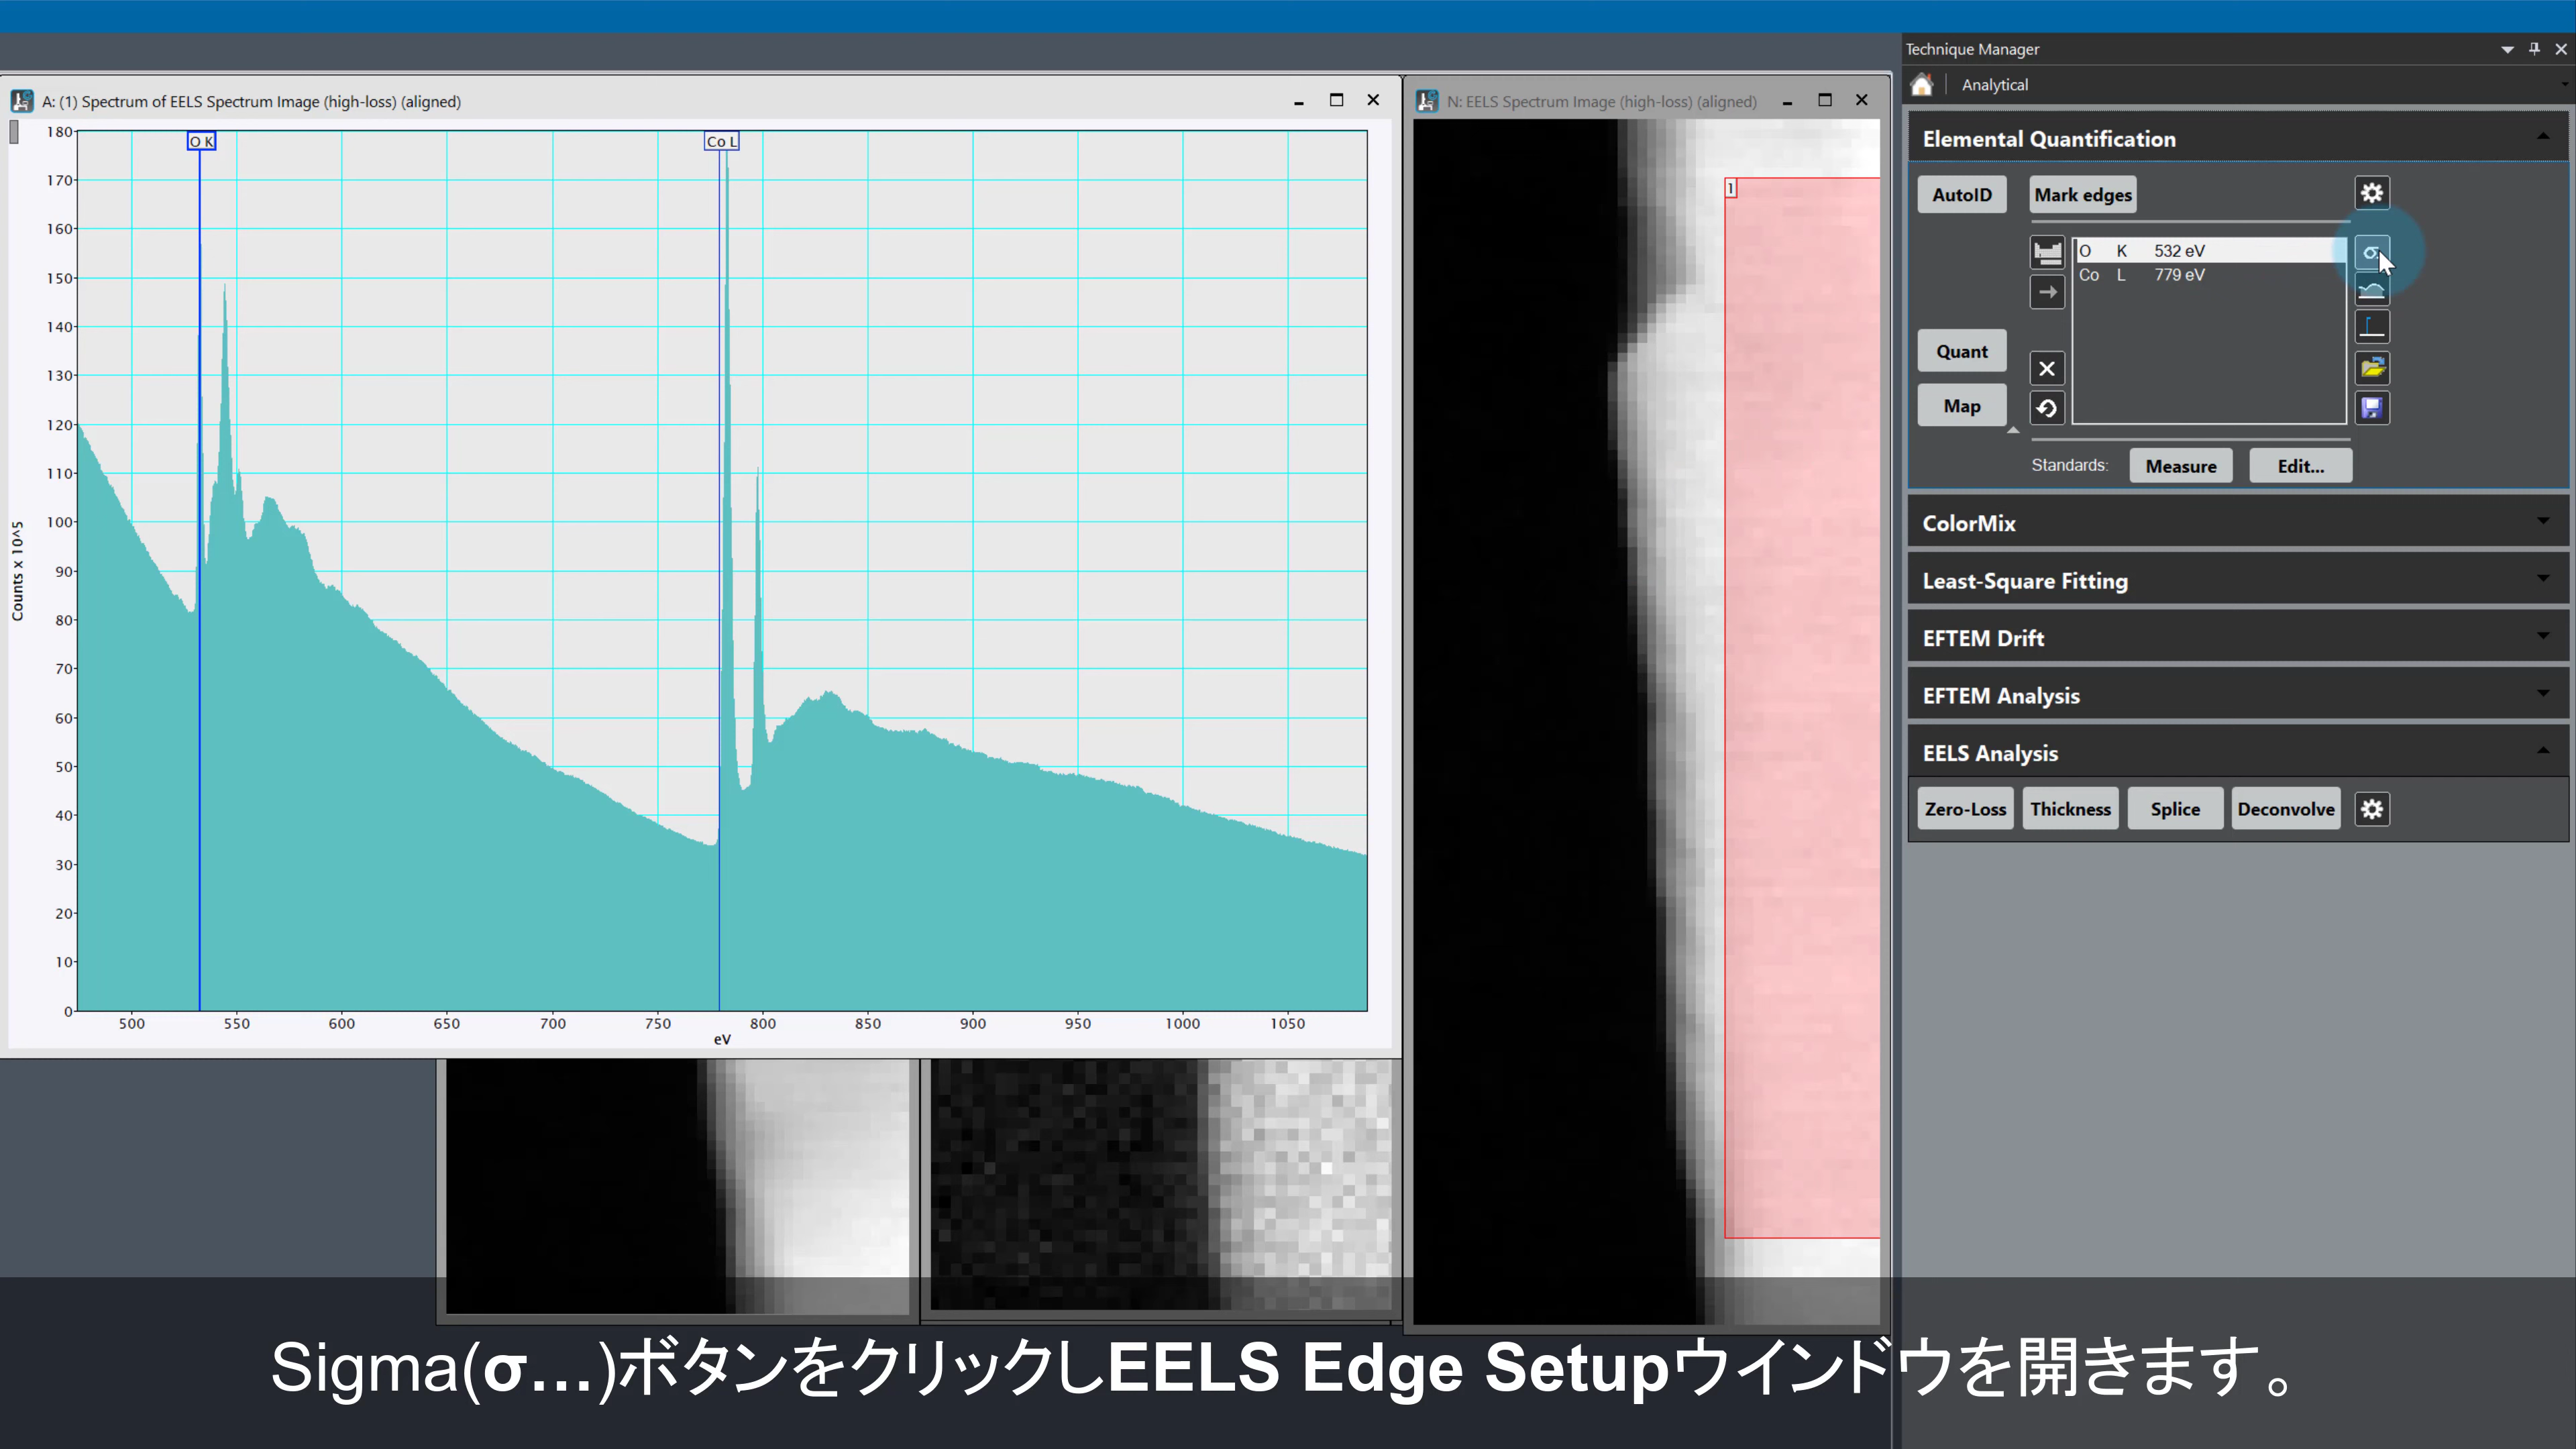 Technique Manager
Analytical
A: (1) Spectrum of EELS Spectrum Image (high-loss) (aligned)
N: EELS Spectrum Image (high-loss) (aligned)
Elemental Quantification
AutoID
Mark edges
O K 532 eV
Co L 779 eV
σ
Quant
Map
Standards:
Measure
Edit...
ColorMix
Least-Square Fitting
EFTEM Drift
EFTEM Analysis
EELS Analysis
Zero-Loss
Thickness
Splice
Deconvolve
O K
Co L
1
180
170
160
150
140
130
120
110
100
90
80
70
60
50
40
30
20
10
0
Counts x 10^5
500 550 600 650 700 750 800 850 900 950 1000 1050
eV
Sigma(σ...)ボタンをクリックしEELS Edge Setupウインドウを開きます。